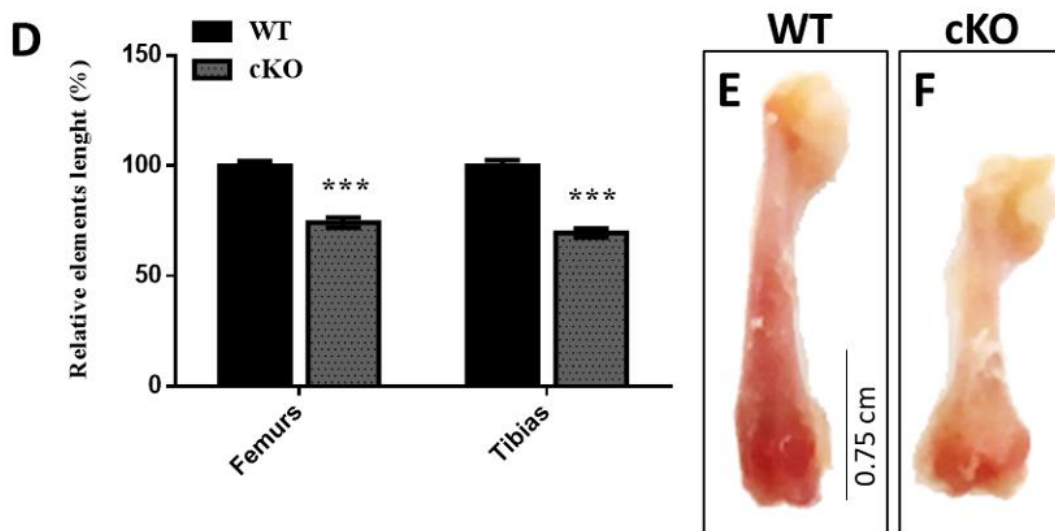 D
WT
cKO
Relative elements lenght (%)
150
100
50
0
***
***
Femurs
Tibias
WT
cKO
E
F
0.75 cm